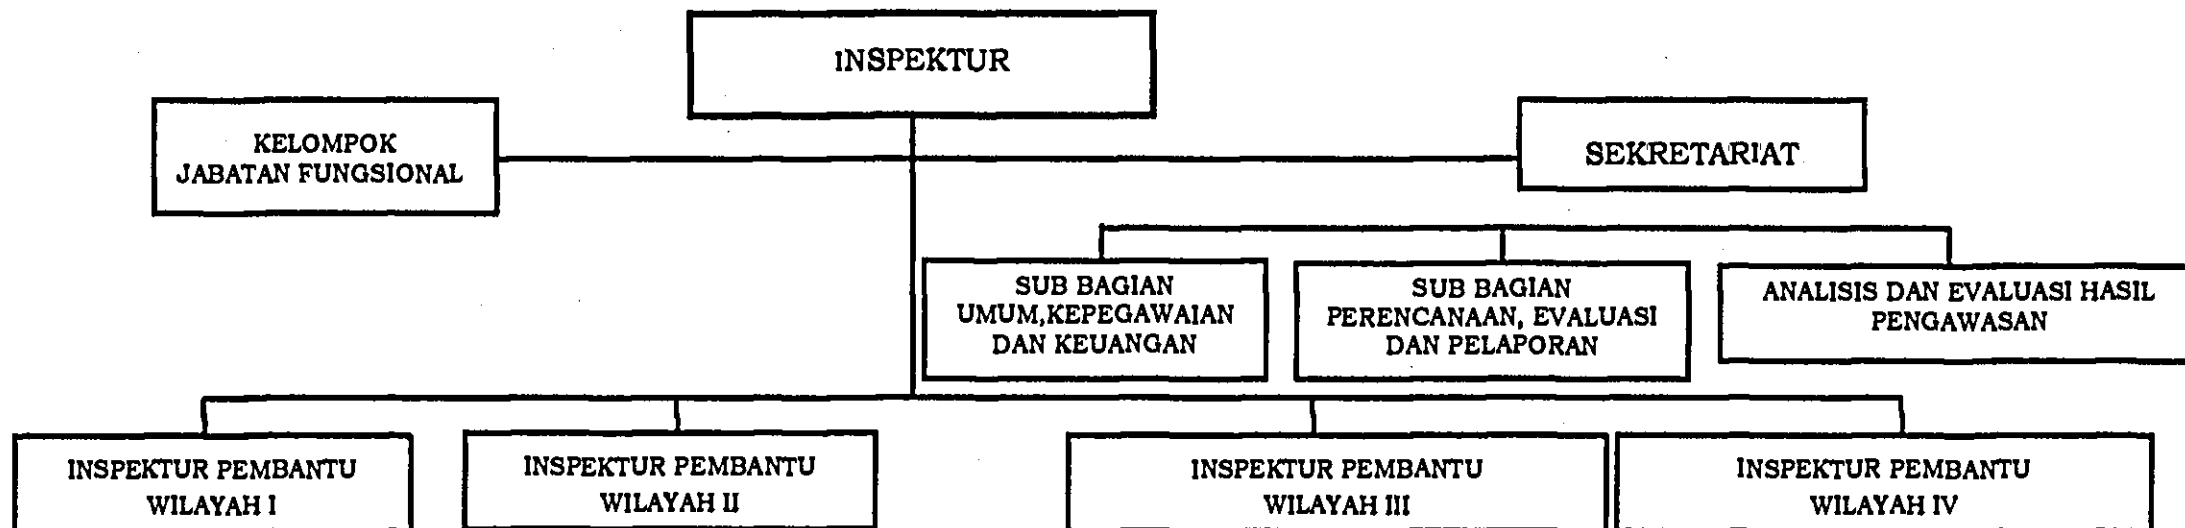 INSPEKTUR
KELOMPOK
JABATAN FUNGSIONAL
SEKRETARIAT
SUB BAGIAN
UMUM,KEPEGAWAIAN
DAN KEUANGAN
SUB BAGIAN
PERENCANAAN, EVALUASI
DAN PELAPORAN
ANALISIS DAN EVALUASI HASIL
PENGAWASAN
INSPEKTUR PEMBANTU
WILAYAH I
INSPEKTUR PEMBANTU
WILAYAH II
INSPEKTUR PEMBANTU
WILAYAH III
INSPEKTUR PEMBANTU
WILAYAH IV